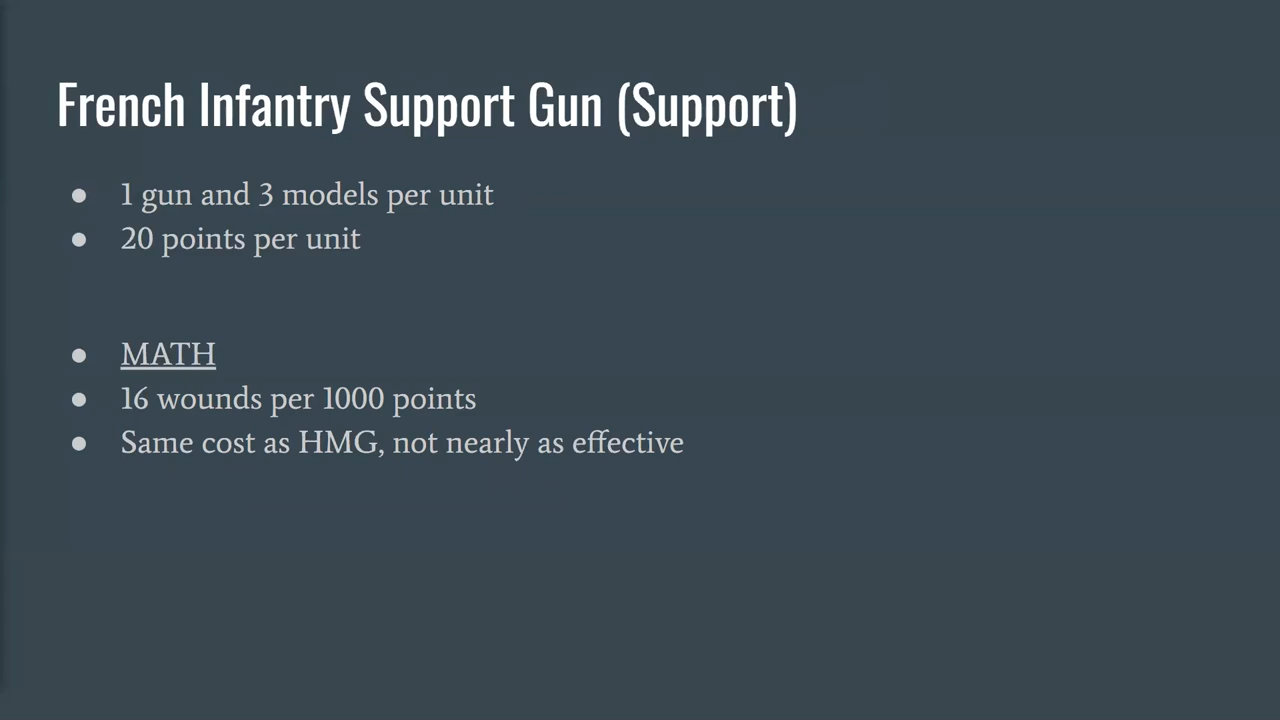 French Infantry Support Gun (Support)
● 1 gun and 3 models per unit
● 20 points per unit
● MATH
● 16 wounds per 1000 points
● Same cost as HMG, not nearly as effective